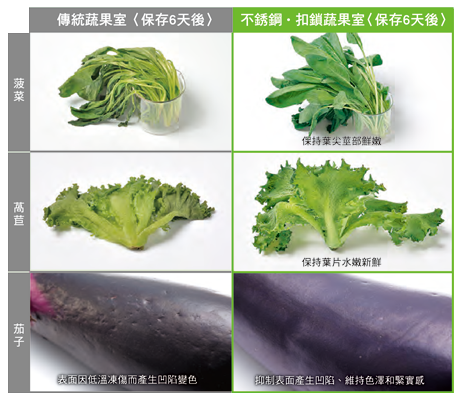 傳統蔬果室〈保存6天後〉
不銹鋼・扣鎖蔬果室〈保存6天後〉
菠菜
保持葉尖莖部鮮嫩
萵苣
保持葉片水嫩新鮮
茄子
表面因低溫凍傷而產生凹陷變色
抑制表面產生凹陷、維持色澤和緊實感